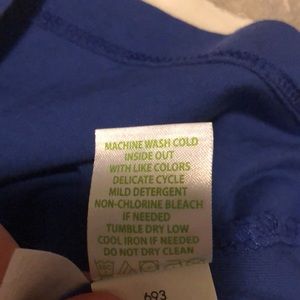 MACHINE WASH COLD
INSIDE OUT
WITH LIKE COLORS
DELICATE CYCLE
MILD DETERGENT
NON-CHLORINE BLEACH
IF NEEDED
TUMBLE DRY LOW
COOL IRON IF NEEDED
DO NOT DRY CLEAN
693